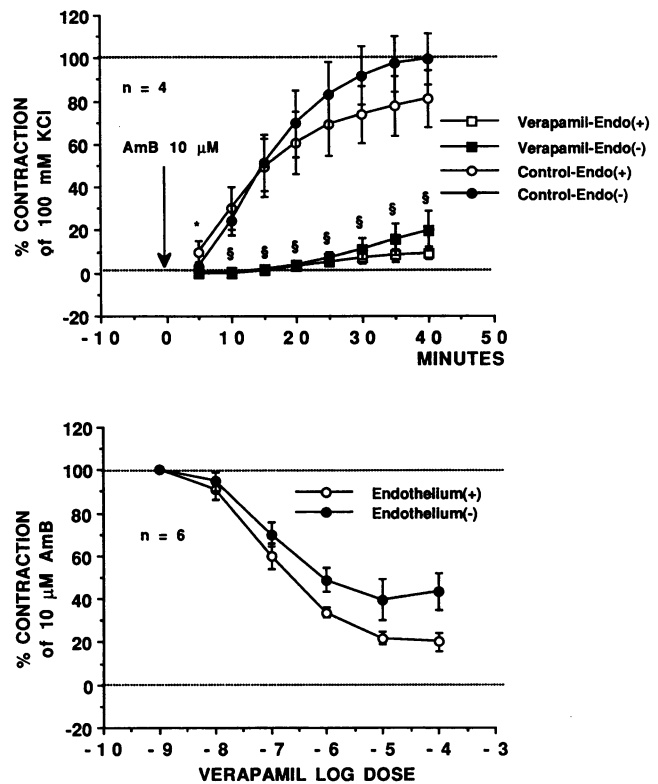 120
100
80
60
40
20
0
-20
% CONTRACTION
of 100 mM KCl
n = 4
AmB 10 µM
*
§ § § § § § §
Verapamil-Endo(+)
Verapamil-Endo(-)
Control-Endo(+)
Control-Endo(-)
-10 0 10 20 30 40 50
MINUTES
120
100
80
60
40
20
0
-20
% CONTRACTION
of 10 µM AmB
n = 6
Endothelium(+)
Endothelium(-)
-10 -9 -8 -7 -6 -5 -4 -3
VERAPAMIL LOG DOSE